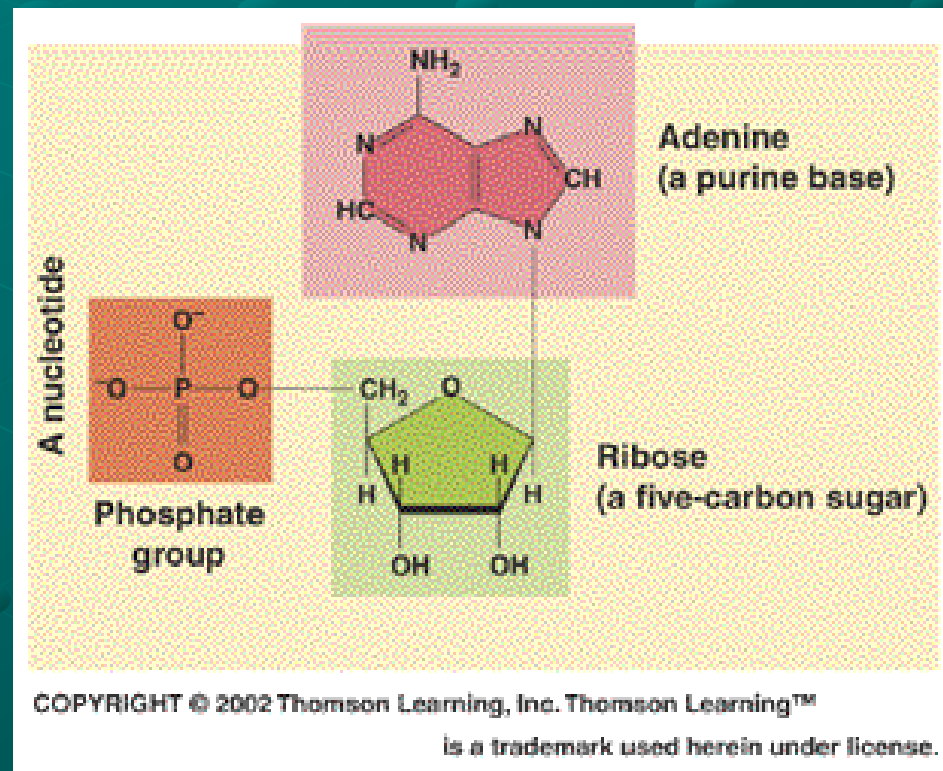 NH₂
N
N
Adenine
(a purine base)
CH
HC
N
N
A nucleotide
O⁻
⁻O
P
O
CH₂
O
O
H
H
H
H
Ribose
(a five-carbon sugar)
Phosphate
group
OH
OH
COPYRIGHT © 2002 Thomson Learning, Inc. Thomson Learning™
is a trademark used herein under license.